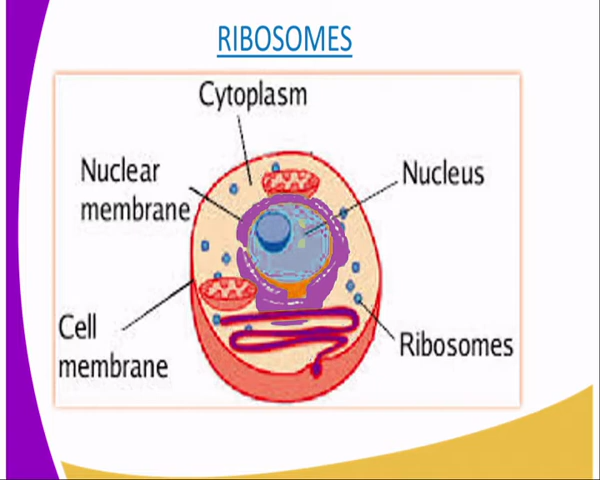 RIBOSOMES
Cytoplasm
Nuclear
membrane
Nucleus
Cell
membrane
Ribosomes